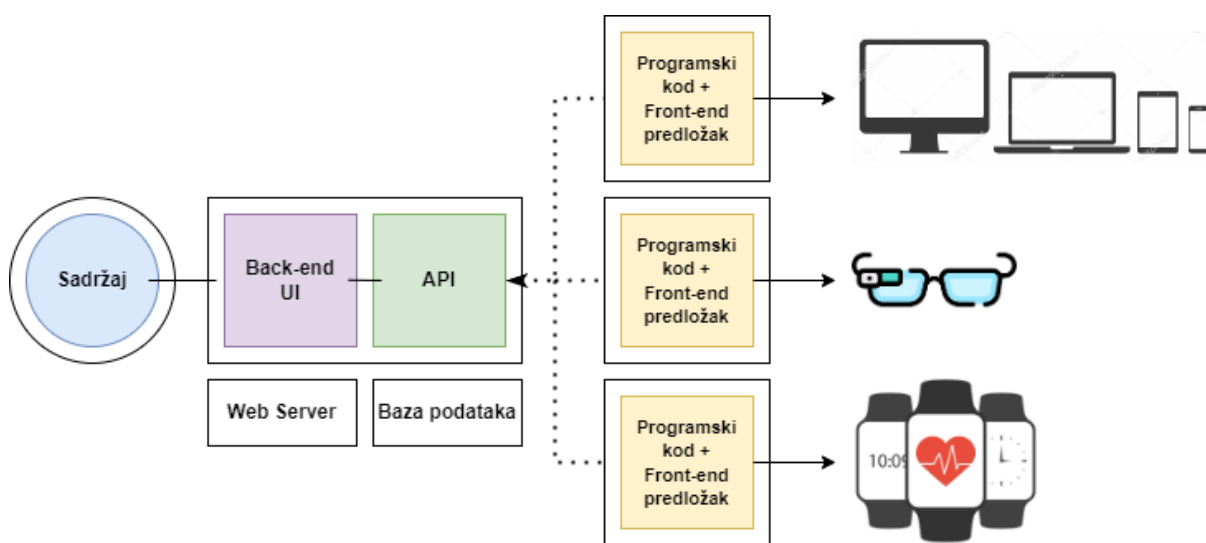 Programski
kod +
Front-end
predložak
Sadržaj
Back-end
UI
API
Programski
kod +
Front-end
predložak
Web Server
Baza podataka
Programski
kod +
Front-end
predložak
10:09